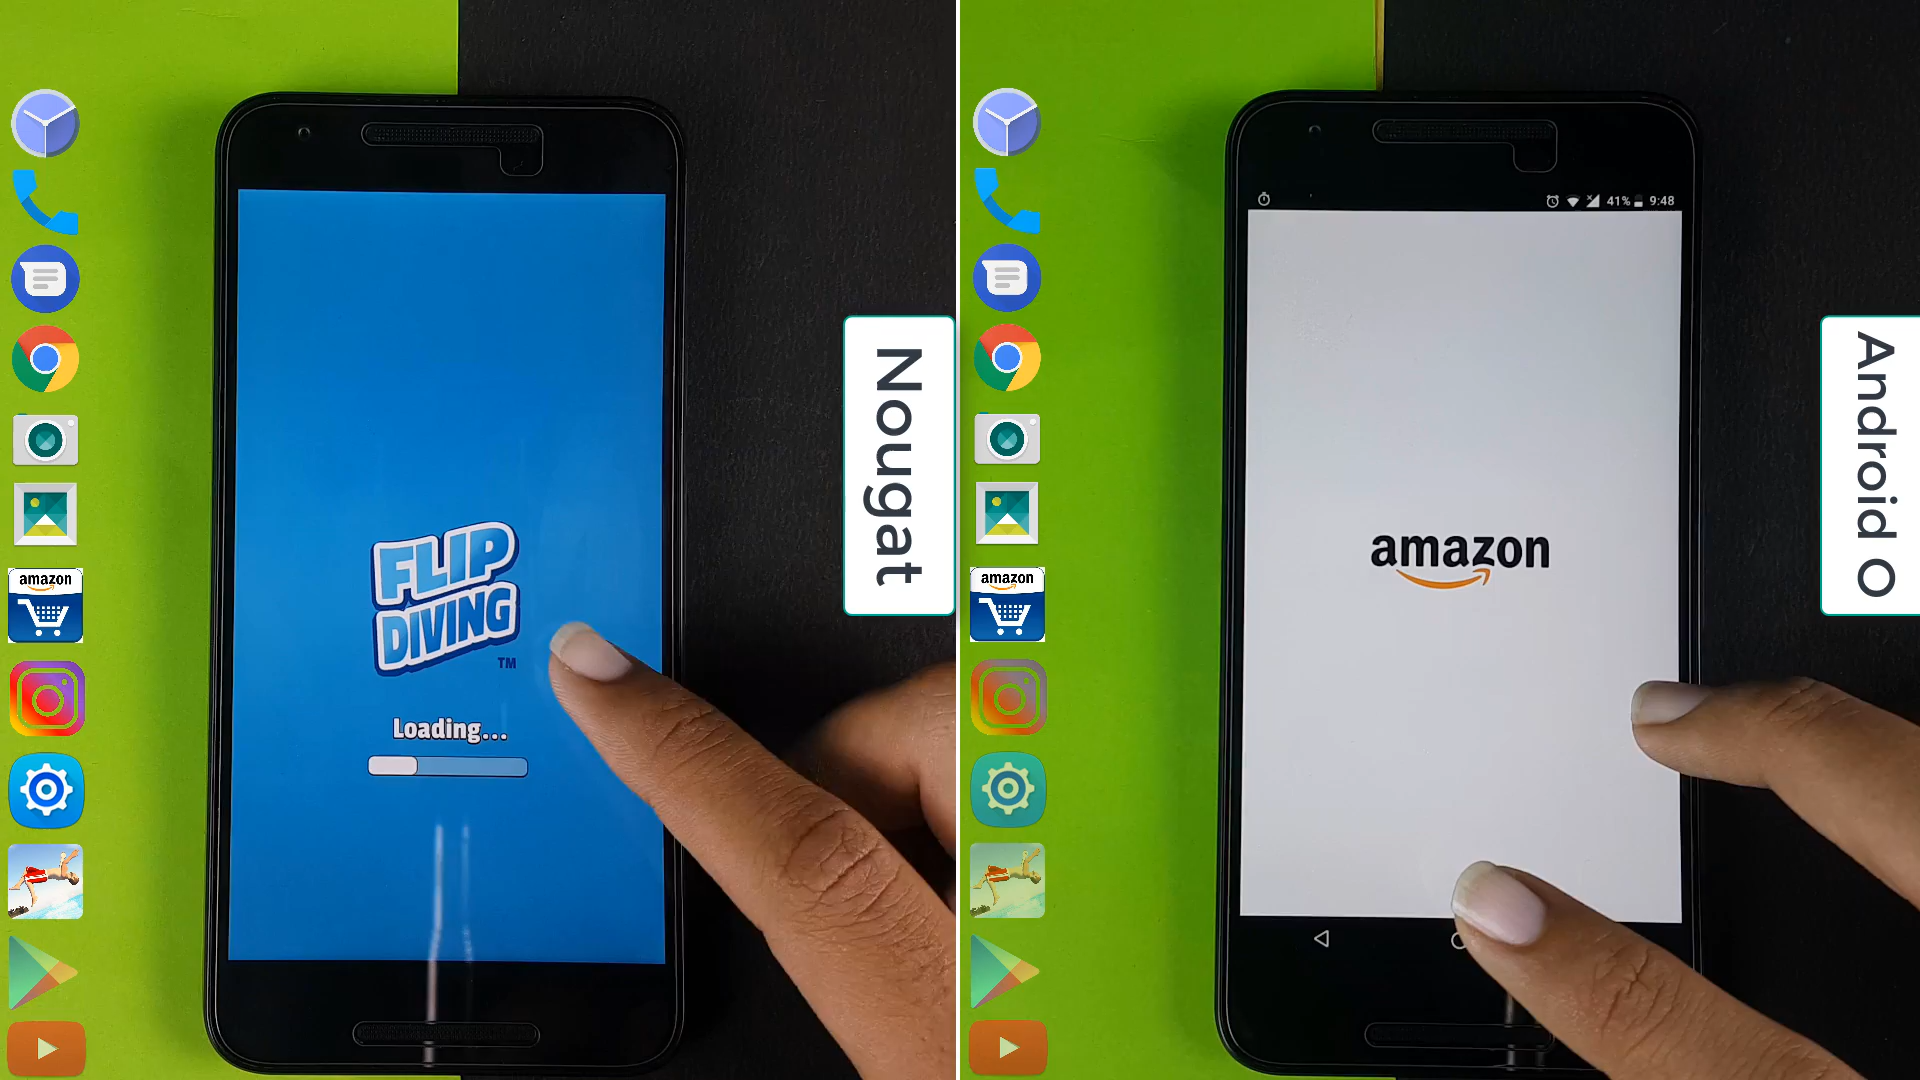 amazon
FLIP
DIVING
TM
Loading...
Nougat
amazon
41% 9:48
amazon
Android O